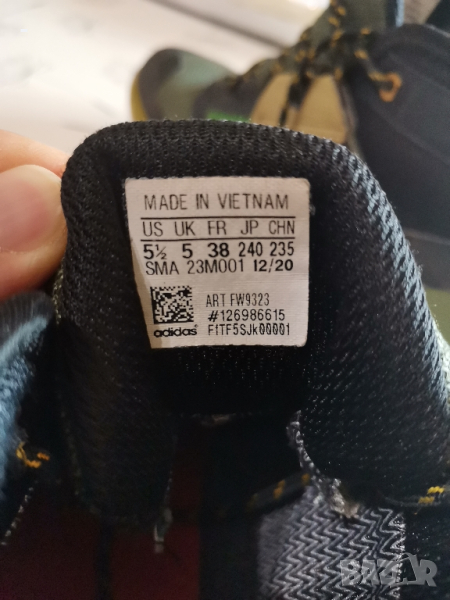 MADE IN VIETNAM
US UK FR JP CHN
5½ 5 38 240 235
SMA 23M001 12/20
ART FW9323
#126986615
adidas F1TF5SJk00001
BAZAR